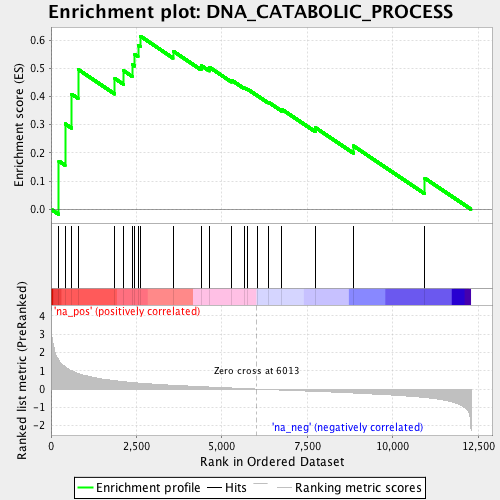 Enrichment plot: DNA_CATABOLIC_PROCESS
Enrichment score (ES)
0.6
0.5
0.4
0.3
0.2
0.1
0.0
'na_pos' (positively correlated)
Ranked list metric (PreRanked)
4
3
2
1
0
-1
-2
Zero cross at 6013
'na_neg' (negatively correlated)
0
2,500
5,000
7,500
10,000
12,500
Rank in Ordered Dataset
Enrichment profile
Hits
Ranking metric scores